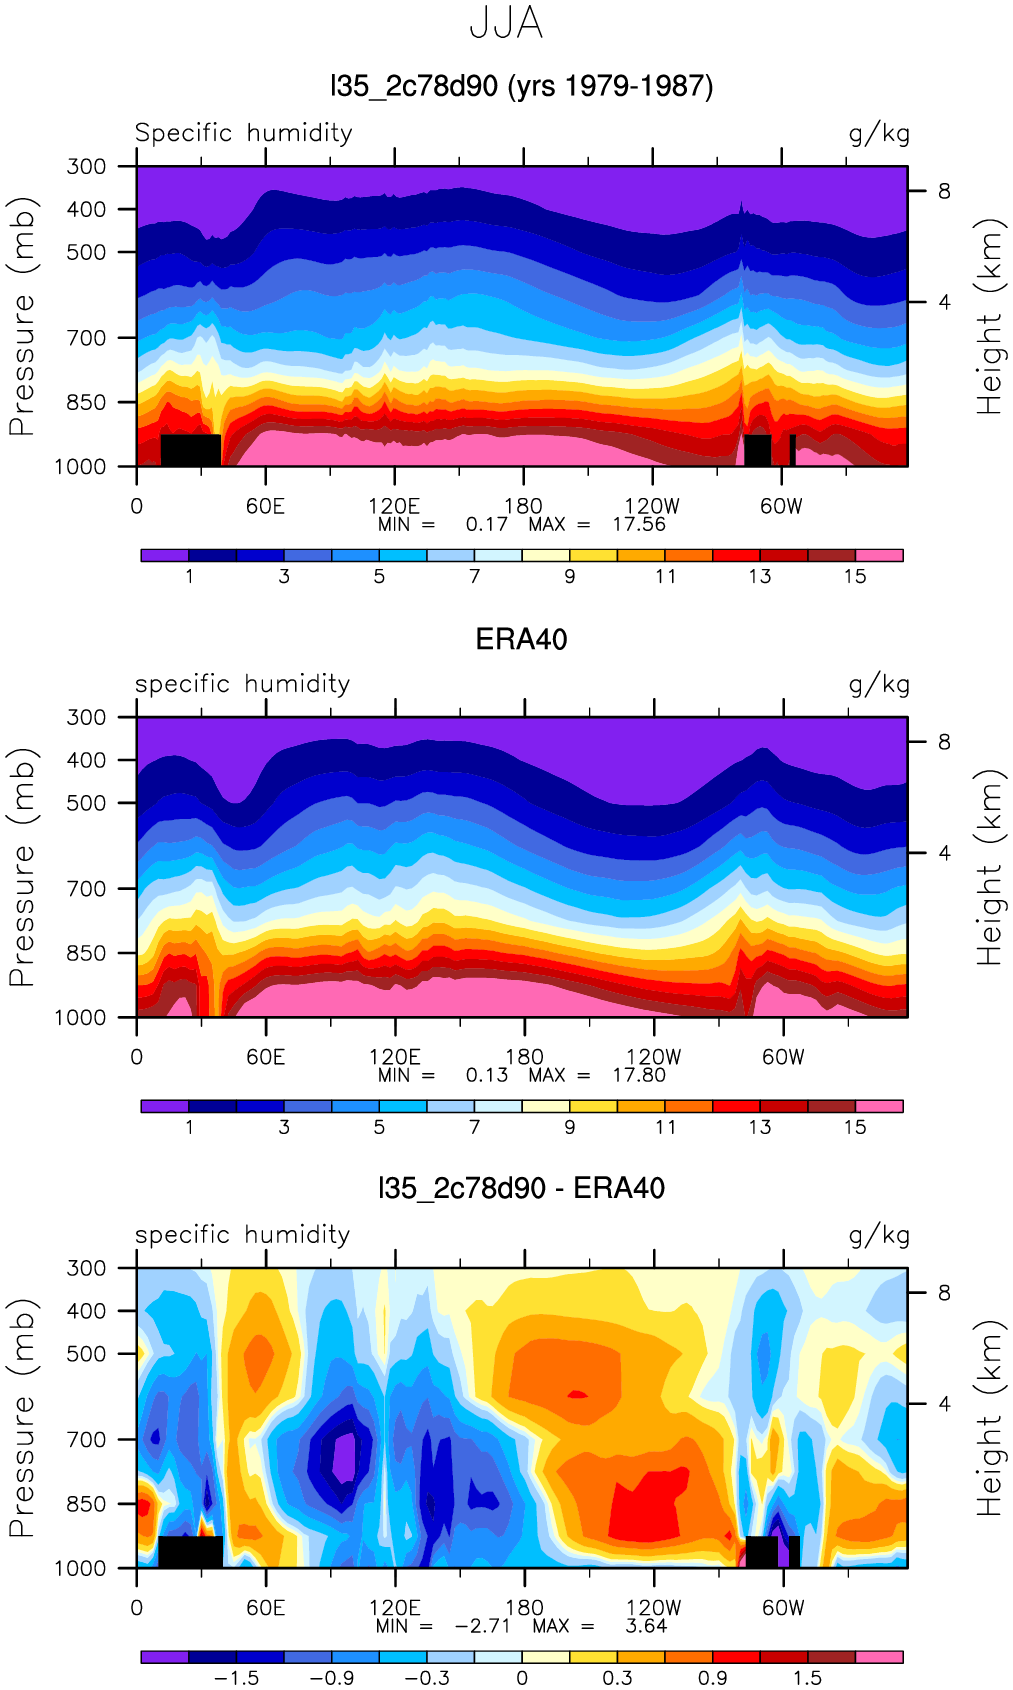 JJA
l35_2c78d90 (yrs 1979-1987)
Specific humidity g/kg
Pressure (mb)
300
400
500
700
850
1000
8
4
Height (km)
0 60E 120E 180 120W 60W
MIN = 0.17 MAX = 17.56
1 3 5 7 9 11 13 15
ERA40
specific humidity g/kg
Pressure (mb)
300
400
500
700
850
1000
8
4
Height (km)
0 60E 120E 180 120W 60W
MIN = 0.13 MAX = 17.80
1 3 5 7 9 11 13 15
l35_2c78d90 - ERA40
specific humidity g/kg
Pressure (mb)
300
400
500
700
850
1000
8
4
Height (km)
0 60E 120E 180 120W 60W
MIN = -2.71 MAX = 3.64
-1.5 -0.9 -0.3 0 0.3 0.9 1.5